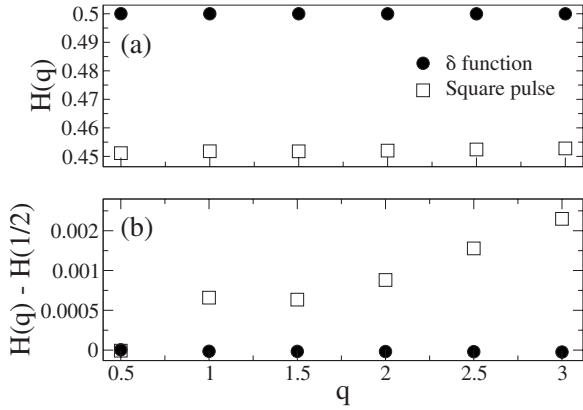 0.5
0.49
0.48
0.47
0.46
0.45
H(q)
(a)
δ function
Square pulse
0.002
0.001
0.0005
0
H(q) - H(1/2)
(b)
0.5 1 1.5 2 2.5 3
q